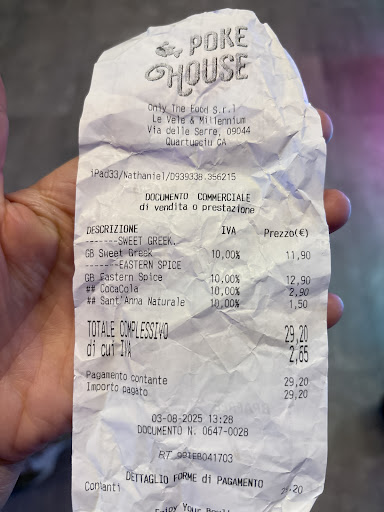 POKE
HOUSE
Only The Food S.r.l
Le Vele & Millennium
Via delle Serre, 09044
Quartucciu CA
iPad33/Nathaniel/D939338.356215
DOCUMENTO COMMERCIALE
di vendita o prestazione
DESCRIZIONE IVA Prezzo(€)
-------SWEET GREEK.
GB Sweet Greek 10,00% 11,90
-------EASTERN SPICE
GB Eastern Spice 10,00% 12,90
## CocaCola 10,00% 2,90
## Sant'Anna Naturale 10,00% 1,50
TOTALE COMPLESSIVO 29,20
di cui IVA 2,65
Pagamento contante 29,20
Importo pagato 29,20
03-08-2025 13:28
DOCUMENTO N. 0647-0028
RT 99IEB041703
DETTAGLIO FORME di PAGAMENTO
Contanti 29,20
Enjoy Your Bowl!